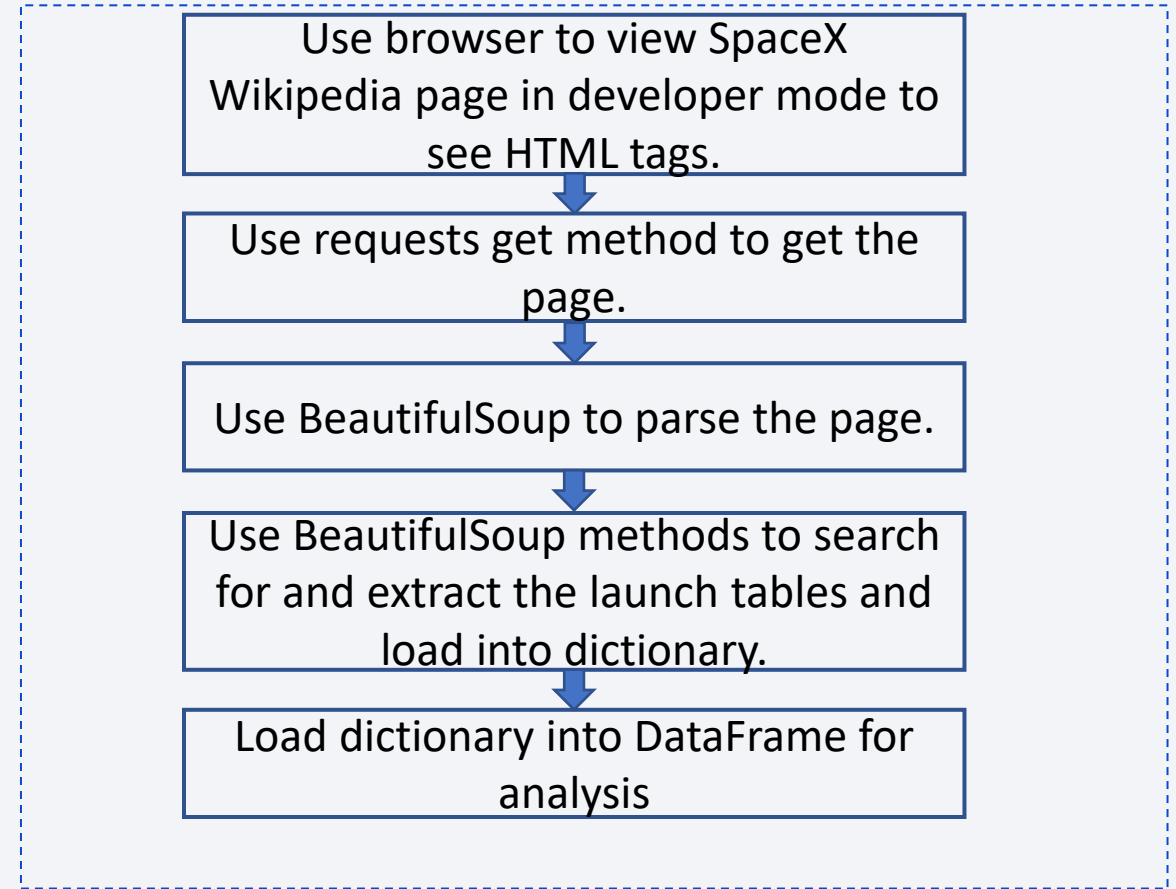 Use browser to view SpaceX
Wikipedia page in developer mode to
see HTML tags.
Use requests get method to get the
page.
Use BeautifulSoup to parse the page.
Use BeautifulSoup methods to search
for and extract the launch tables and
load into dictionary.
Load dictionary into DataFrame for
analysis